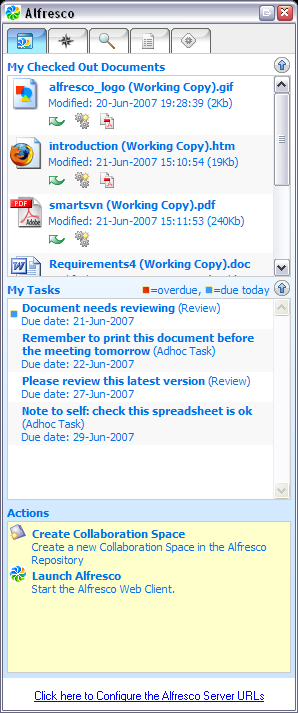 Alfresco
My Checked Out Documents
alfresco_logo (Working Copy).gif
Modified: 20-Jun-2007 19:28:39 (2Kb)
introduction (Working Copy).htm
Modified: 21-Jun-2007 15:10:54 (19Kb)
PDF
Adobe
smartsvn (Working Copy).pdf
Modified: 21-Jun-2007 15:11:53 (240Kb)
Requirements4 (Working Copy).doc
My Tasks =overdue, =due today
Document needs reviewing (Review)
Due date: 21-Jun-2007
Remember to print this document before
the meeting tomorrow (Adhoc Task)
Due date: 22-Jun-2007
Please review this latest version (Review)
Due date: 27-Jun-2007
Note to self: check this spreadsheet is ok
(Adhoc Task)
Due date: 29-Jun-2007
Actions
Create Collaboration Space
Create a new Collaboration Space in the Alfresco
Repository
Launch Alfresco
Start the Alfresco Web Client.
Click here to Configure the Alfresco Server URLs